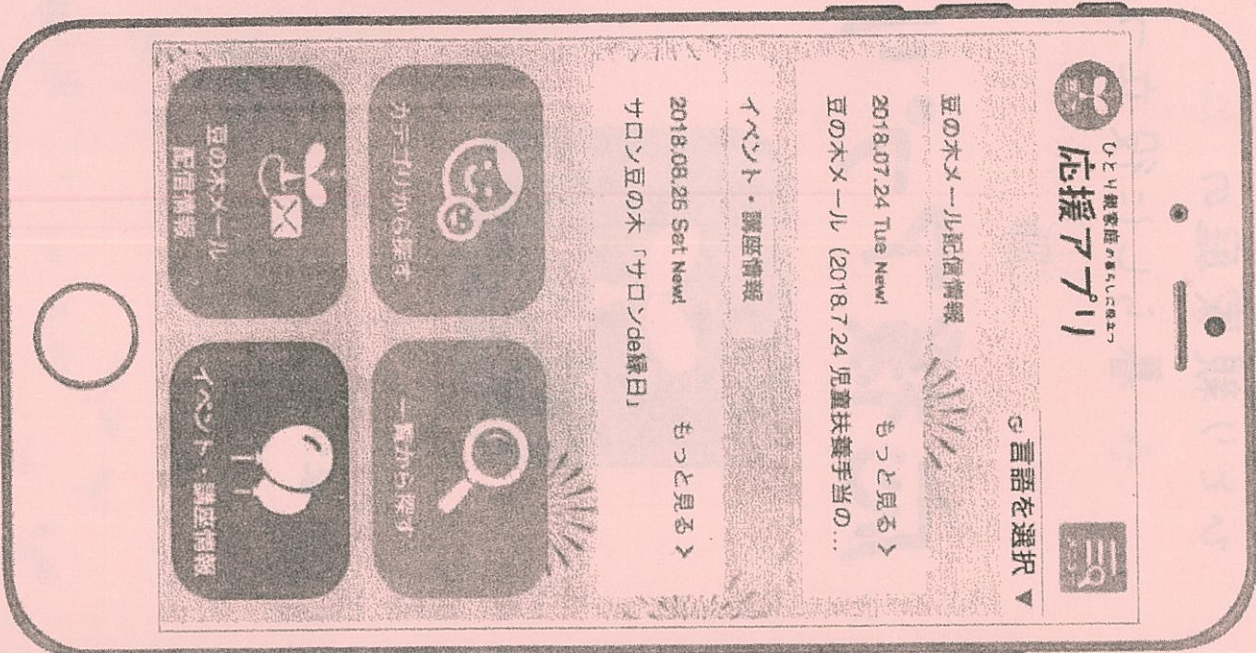 ひとり親家庭の暮らしに役立つ
応援アプリ
言語を選択 ▼
豆の木メール配信情報
2018.07.24 Tue New!
もっと見る >
豆の木メール（2018.7.24 児童扶養手当の...
イベント・講座情報
2018.08.25 Sat New!
もっと見る >
サロン豆の木「サロンde縁日」
カテゴリから探す
一覧から探す
豆の木メール
配信情報
イベント・講座情報